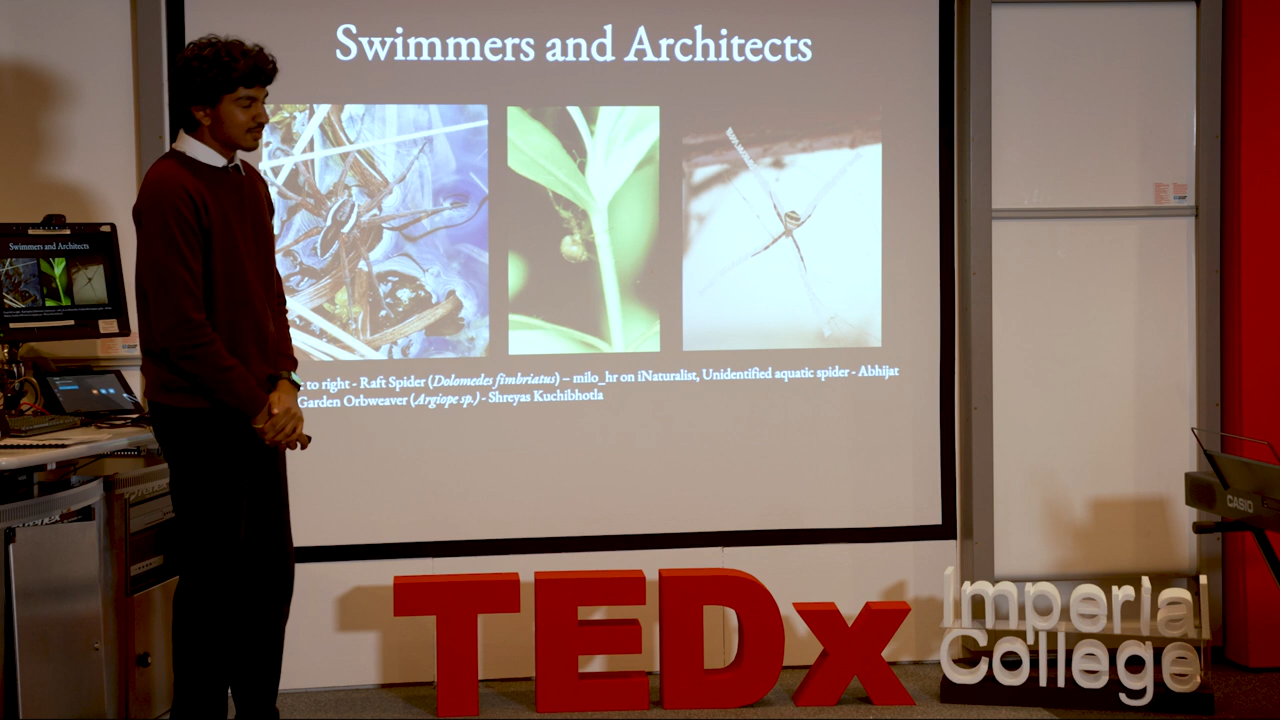 Swimmers and Architects
to right - Raft Spider (Dolomedes fimbriatus) – milo_hr on iNaturalist, Unidentified aquatic spider - Abhijat
Garden Orbweaver (Argiope sp.) - Shreyas Kuchibhotla
Swimmers and Architects
CASIO
TEDx
Imperial
College